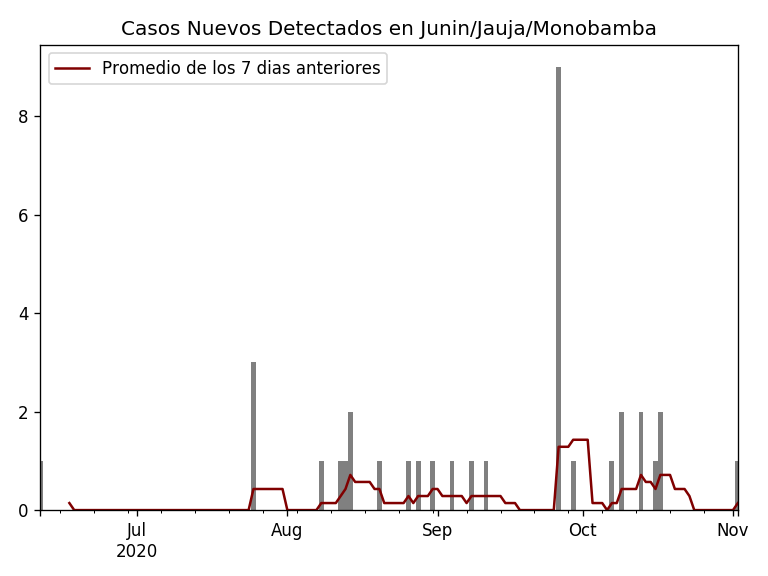 Casos Nuevos Detectados en Junin/Jauja/Monobamba
Promedio de los 7 dias anteriores
8
6
4
2
0
Jul Aug Sep Oct Nov
2020